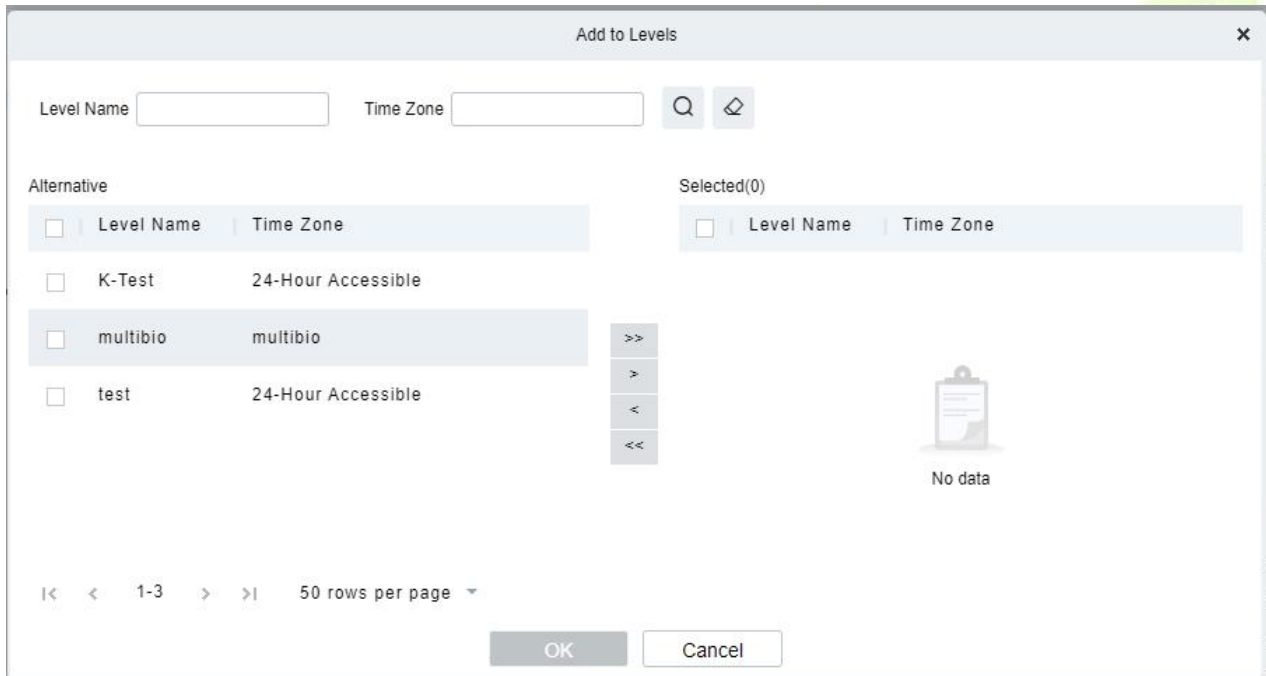 Add to Levels ×
Level Name Time Zone
Alternative Selected(0)
Level Name Time Zone Level Name Time Zone
K-Test 24-Hour Accessible
multibio multibio
test 24-Hour Accessible
>>
>
<
<<
No data
|< < 1-3 > >| 50 rows per page
OK Cancel